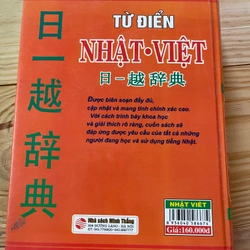 日一越辞典
TỪ ĐIỂN
NHẬT·VIỆT
日一越辞典
Được biên soạn đầy đủ,
cập nhật và mang tính chính xác cao.
Với cách trình bày khoa học
và giải thích rõ ràng, cuốn sách sẽ
đáp ứng được yêu cầu của tất cả những
người đang học và sử dụng tiếng Nhật.
Nhà sách Minh Thắng
NHẬT VIỆT
Giá:160.000đ